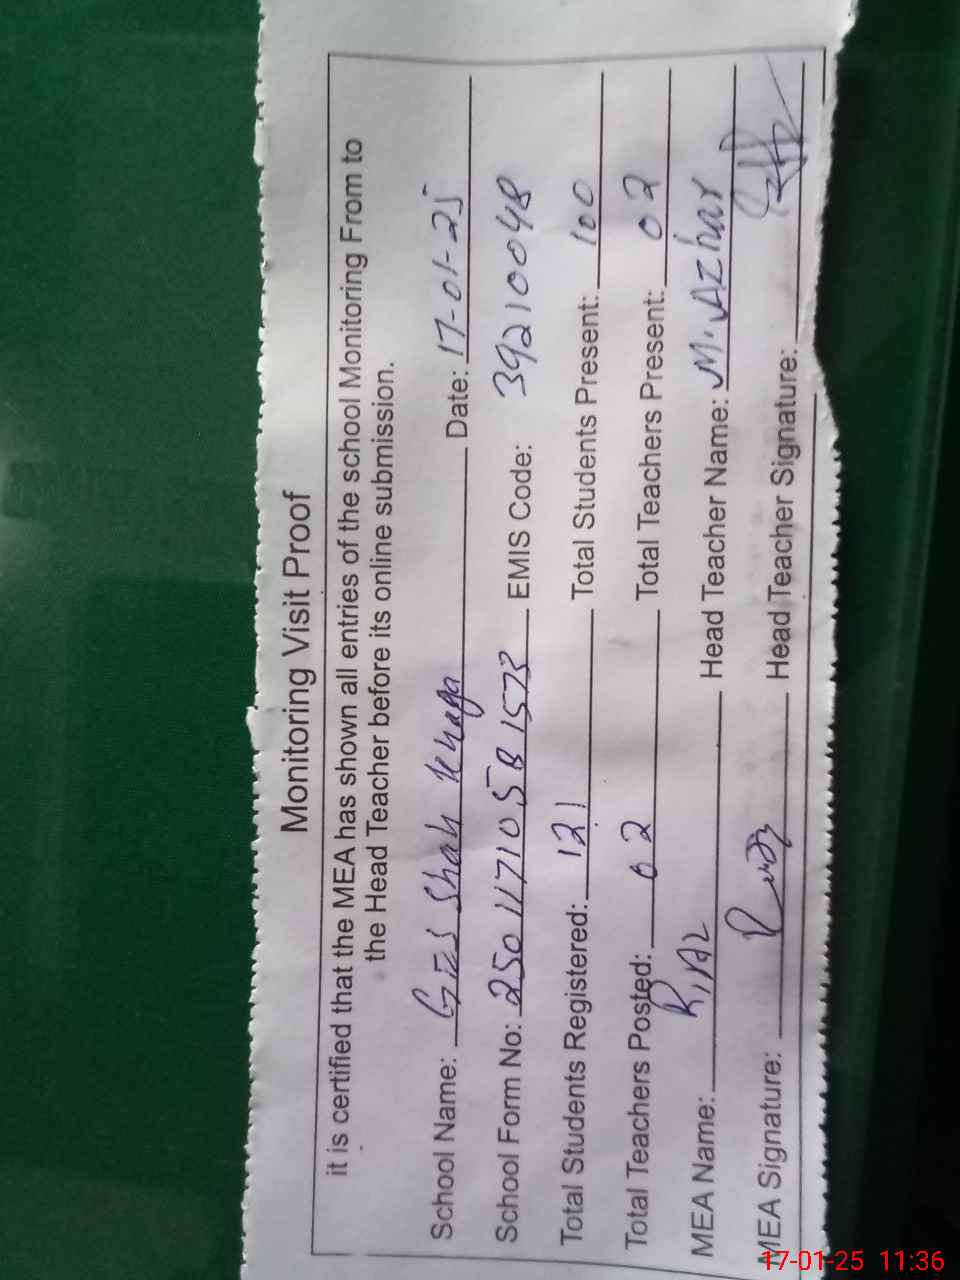 Monitoring Visit Proof
it is certified that the MEA has shown all entries of the school Monitoring From to
the Head Teacher before its online submission.
School Name: GES Shah Khaga Date: 17-01-25
School Form No: 25011710 5B 1573 EMIS Code: 39210048
Total Students Registered: 121 Total Students Present: 100
Total Teachers Posted: 02 Total Teachers Present: 02
MEA Name: Head Teacher Name: M. Azhar
MEA Signature: Head Teacher Signature:
17-01-25 11:36